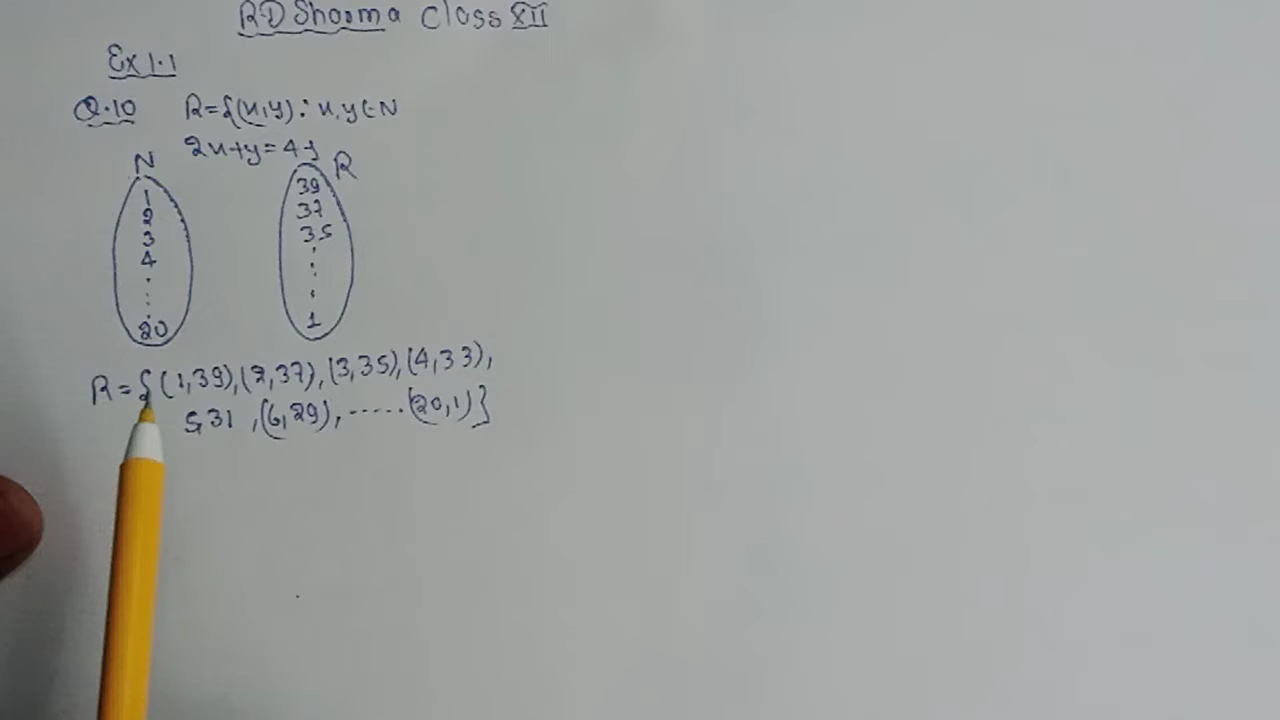 RD Sharma Class XII
Ex 1.1
Q.10 R={(x,y): x,y∈N
2x+y=41
N R
1 39
2 37
3 35
4 .
. :
: .
. 1
20
R={(1,39),(2,37),(3,35),(4,33),
5,31 ,(6,29),.....(20,1)}